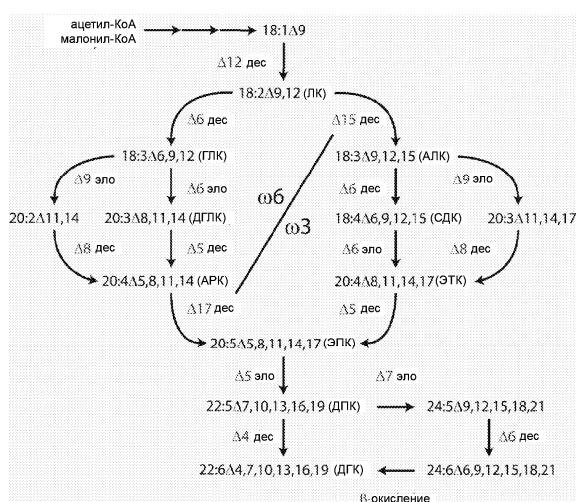 ацетил-КоА
малонил-КоА
18:1Δ9
Δ12 дес
18:2Δ9,12 (ЛК)
Δ6 дес
Δ15 дес
18:3Δ6,9,12 (ГЛК)
18:3Δ9,12,15 (АЛК)
Δ9 эло
Δ6 эло
ω6
ω3
Δ6 дес
Δ9 эло
20:2Δ11,14
20:3Δ8,11,14 (ДГЛК)
18:4Δ6,9,12,15 (СДК)
20:3Δ11,14,17
Δ8 дес
Δ5 дес
Δ6 эло
Δ8 дес
20:4Δ5,8,11,14 (АРК)
20:4Δ8,11,14,17 (ЭТК)
Δ17 дес
Δ5 дес
20:5Δ5,8,11,14,17 (ЭПК)
Δ5 эло
Δ7 эло
22:5Δ7,10,13,16,19 (ДПК)
24:5Δ9,12,15,18,21
Δ4 дес
Δ6 дес
22:6Δ4,7,10,13,16,19 (ДГК)
24:6Δ6,9,12,15,18,21
β-окисление